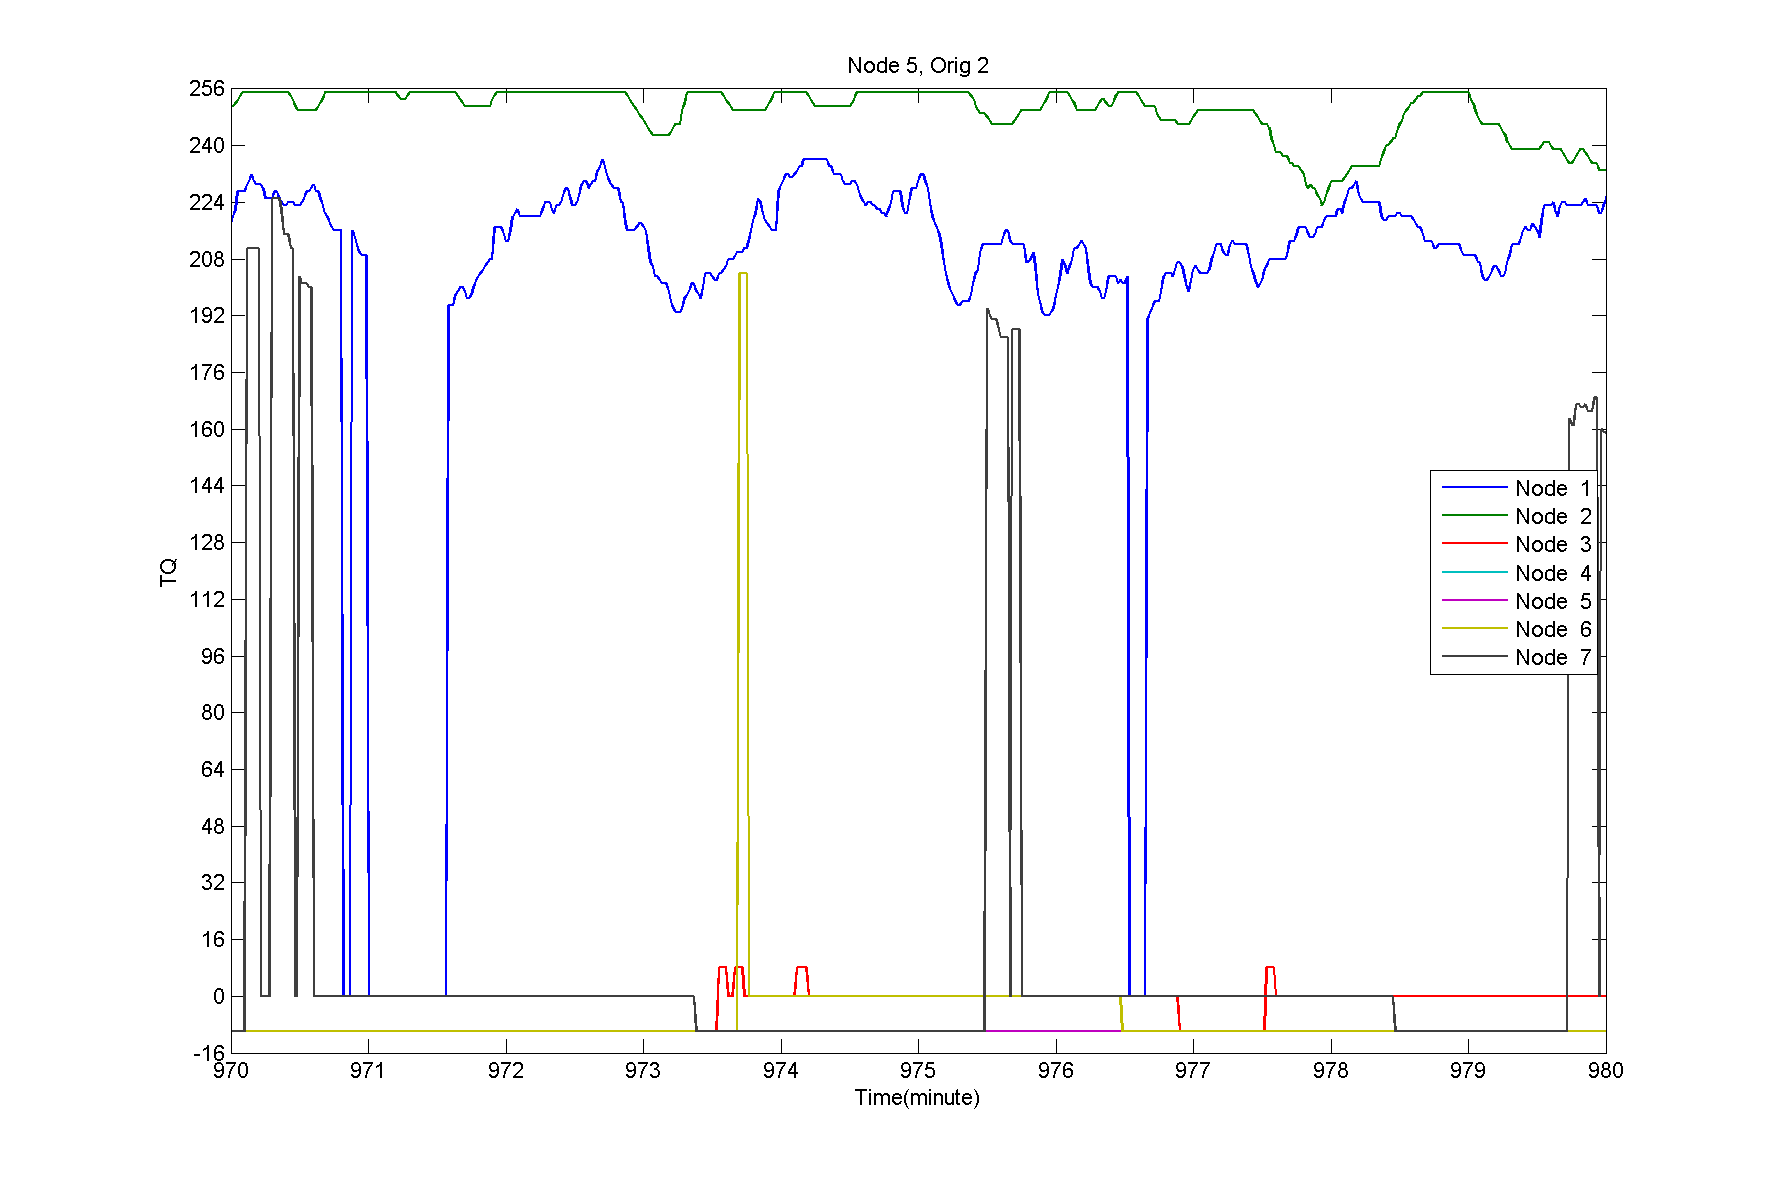 Node 5, Orig 2
256
240
224
208
192
176
160
144
128
112
96
80
64
48
32
16
0
-16
TQ
Node 1
Node 2
Node 3
Node 4
Node 5
Node 6
Node 7
970 971 972 973 974 975 976 977 978 979 980
Time(minute)